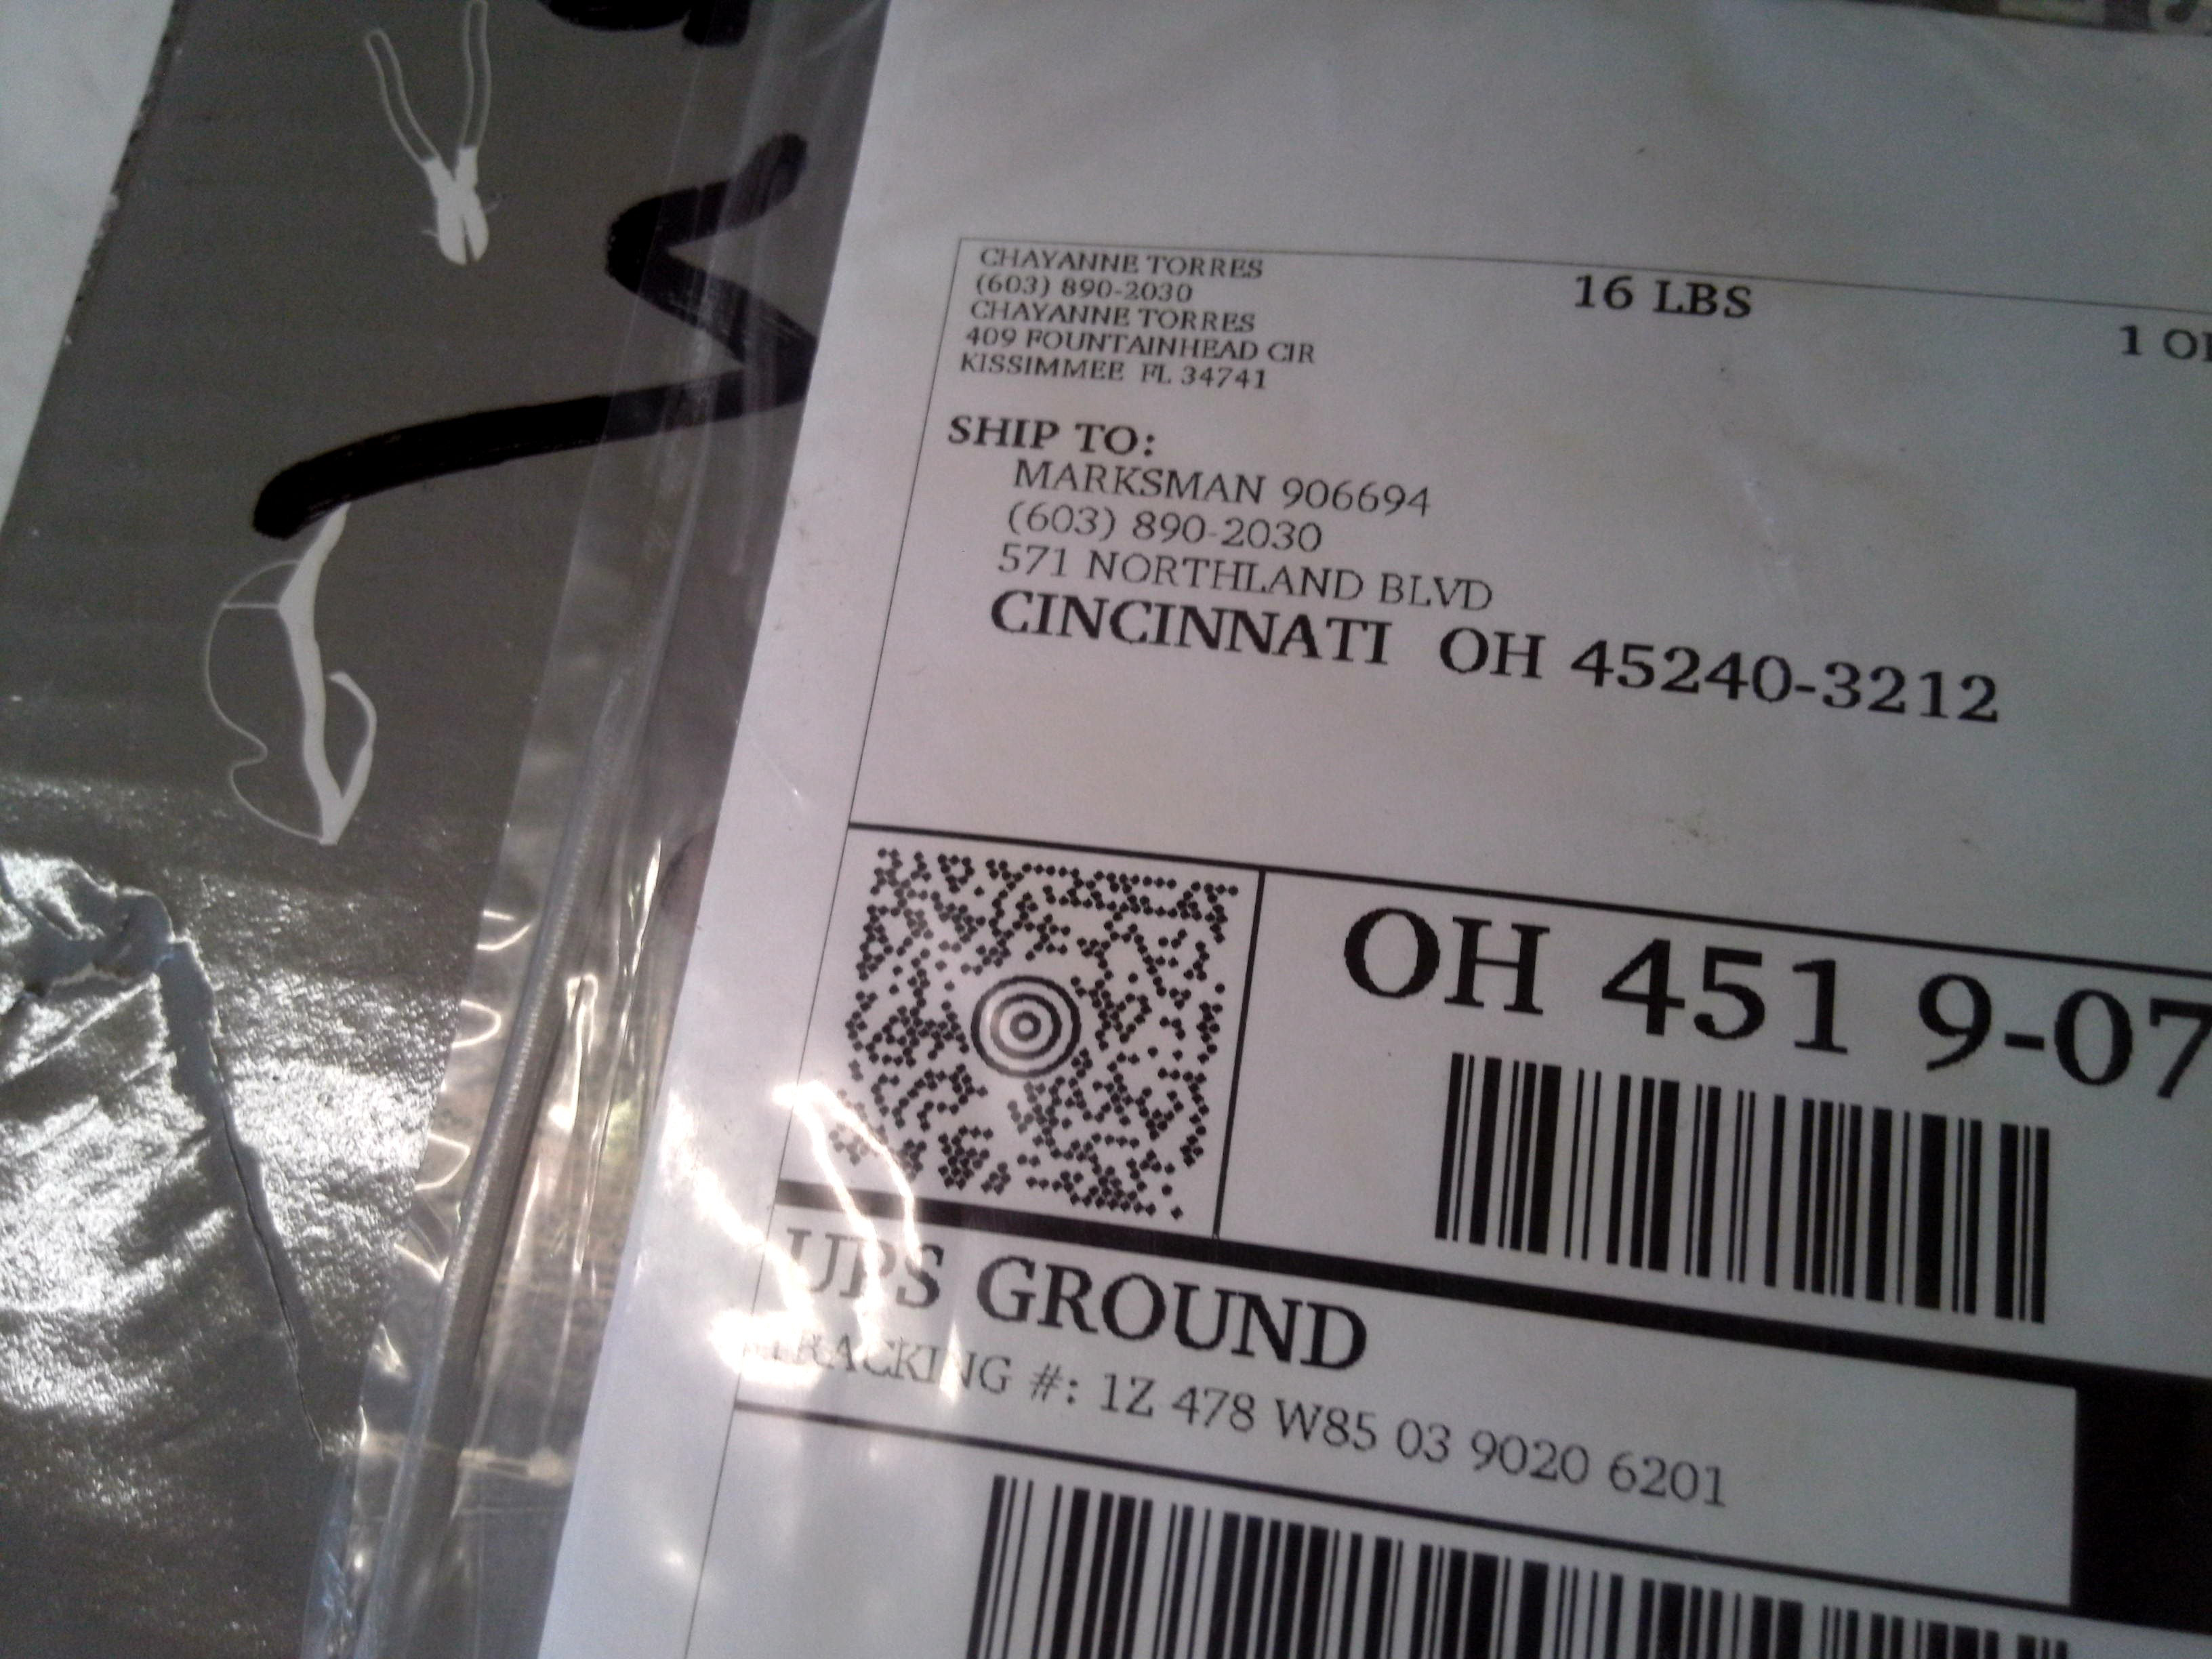 CHAYANNE TORRES
(603) 890-2030
CHAYANNE TORRES
409 FOUNTAINHEAD CIR
KISSIMMEE FL 34741
16 LBS
1 O
SHIP TO:
MARKSMAN 906694
(603) 890-2030
571 NORTHLAND BLVD
CINCINNATI OH 45240-3212
OH 451 9-07
UPS GROUND
TRACKING #: 1Z 478 W85 03 9020 6201